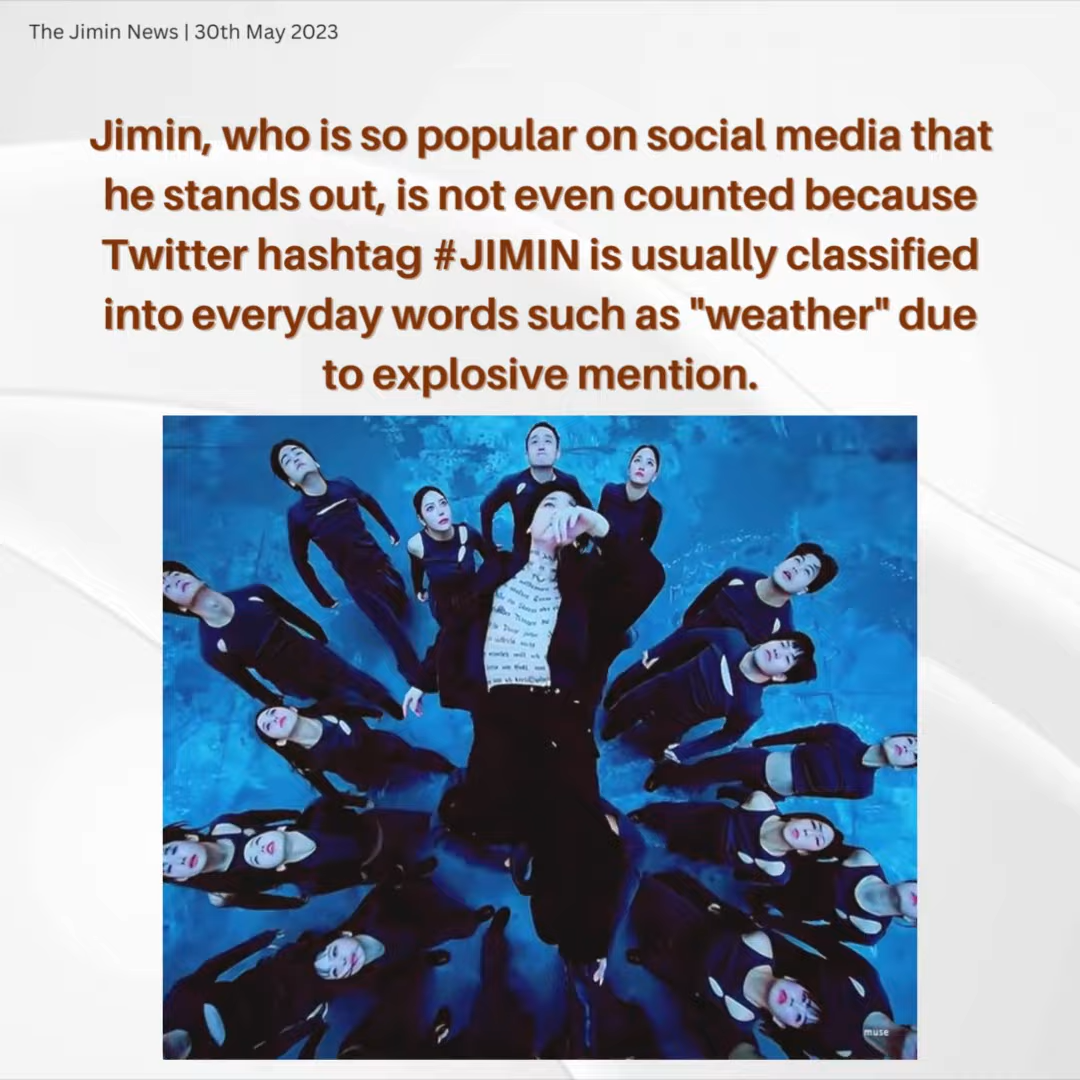 The Jimin News | 30th May 2023
Jimin, who is so popular on social media that
he stands out, is not even counted because
Twitter hashtag #JIMIN is usually classified
into everyday words such as "weather" due
to explosive mention.
muse